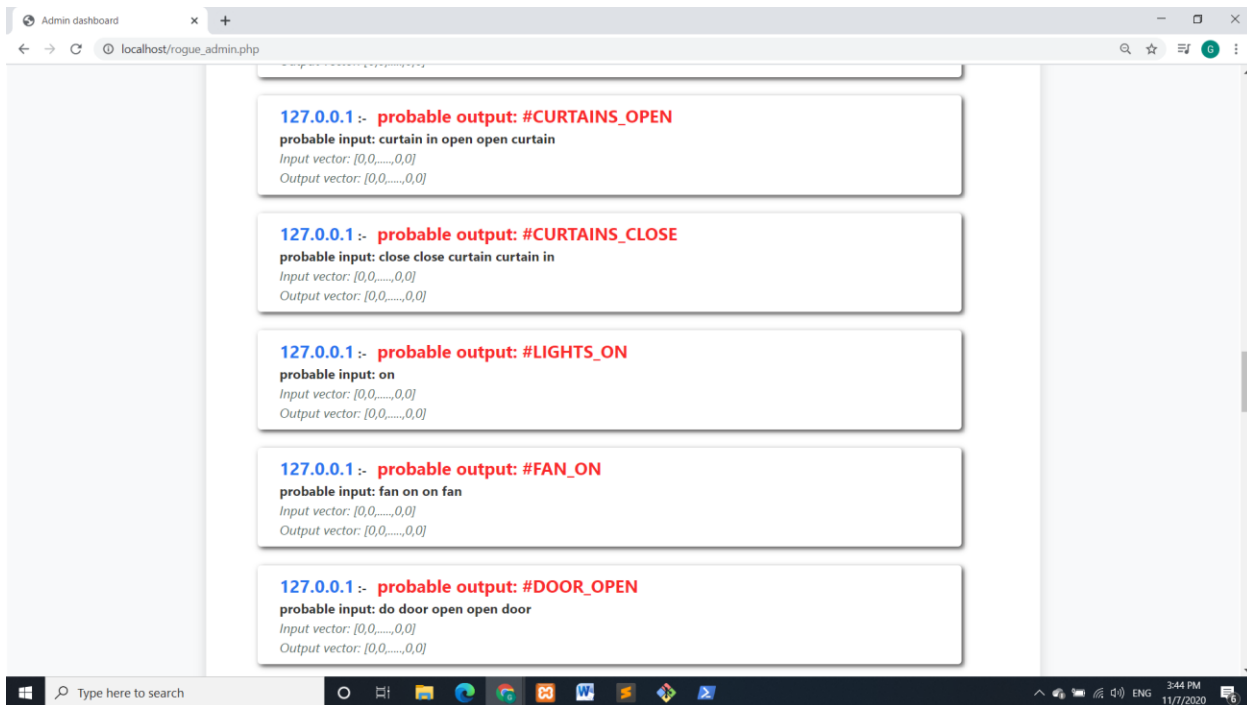 Admin dashboard
localhost/rogue_admin.php
G
127.0.0.1 :- probable output: #CURTAINS_OPEN
probable input: curtain in open open curtain
Input vector: [0,0,.....,0,0]
Output vector: [0,0,.....,0,0]
127.0.0.1 :- probable output: #CURTAINS_CLOSE
probable input: close close curtain curtain in
Input vector: [0,0,.....,0,0]
Output vector: [0,0,.....,0,0]
127.0.0.1 :- probable output: #LIGHTS_ON
probable input: on
Input vector: [0,0,.....,0,0]
Output vector: [0,0,.....,0,0]
127.0.0.1 :- probable output: #FAN_ON
probable input: fan on on fan
Input vector: [0,0,.....,0,0]
Output vector: [0,0,.....,0,0]
127.0.0.1 :- probable output: #DOOR_OPEN
probable input: do door open open door
Input vector: [0,0,.....,0,0]
Output vector: [0,0,.....,0,0]
Type here to search
ENG
3:44 PM
11/7/2020
6